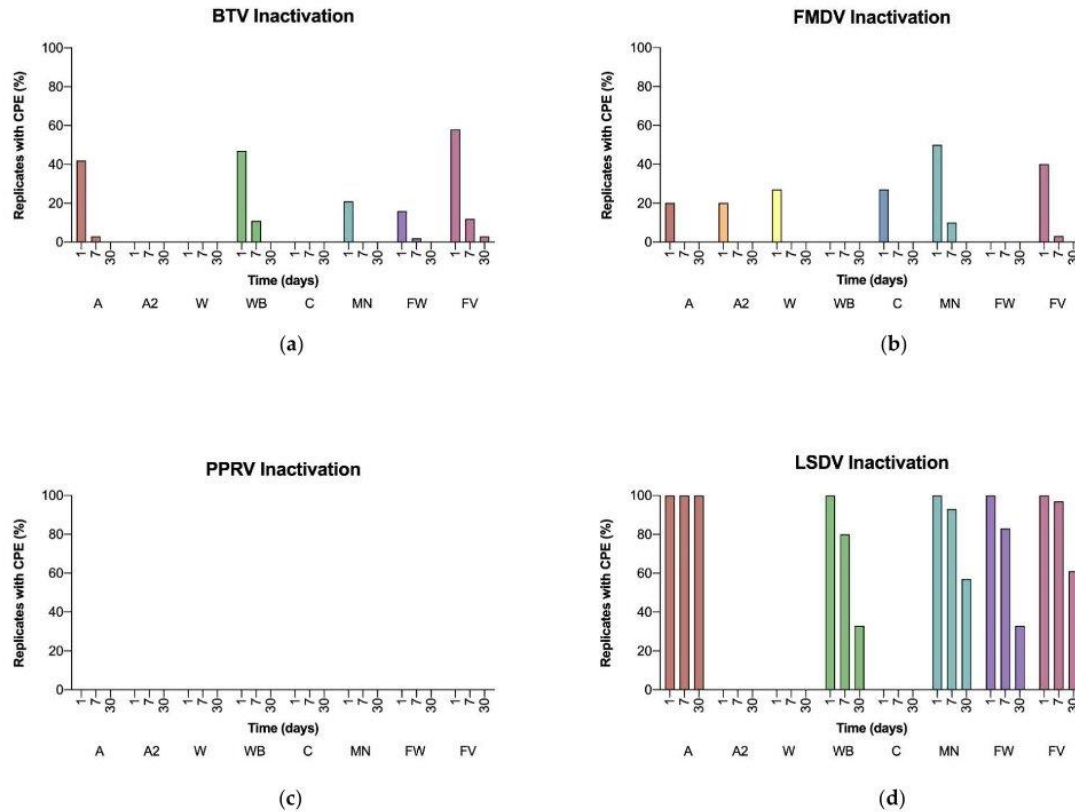 BTV Inactivation
Replicates with CPE (%)
100
80
60
40
20
0
1 7 30 1 7 30 1 7 30 1 7 30 1 7 30 1 7 30 1 7 30 1 7 30
Time (days)
A A2 W WB C MN FW FV
(a)
FMDV Inactivation
Replicates with CPE (%)
100
80
60
40
20
0
1 7 30 1 7 30 1 7 30 1 7 30 1 7 30 1 7 30 1 7 30 1 7 30
Time (days)
A A2 W WB C MN FW FV
(b)
PPRV Inactivation
Replicates with CPE (%)
100
80
60
40
20
0
1 7 30 1 7 30 1 7 30 1 7 30 1 7 30 1 7 30 1 7 30 1 7 30
Time (days)
A A2 W WB C MN FW FV
(c)
LSDV Inactivation
Replicates with CPE (%)
100
80
60
40
20
0
1 7 30 1 7 30 1 7 30 1 7 30 1 7 30 1 7 30 1 7 30 1 7 30
Time (days)
A A2 W WB C MN FW FV
(d)